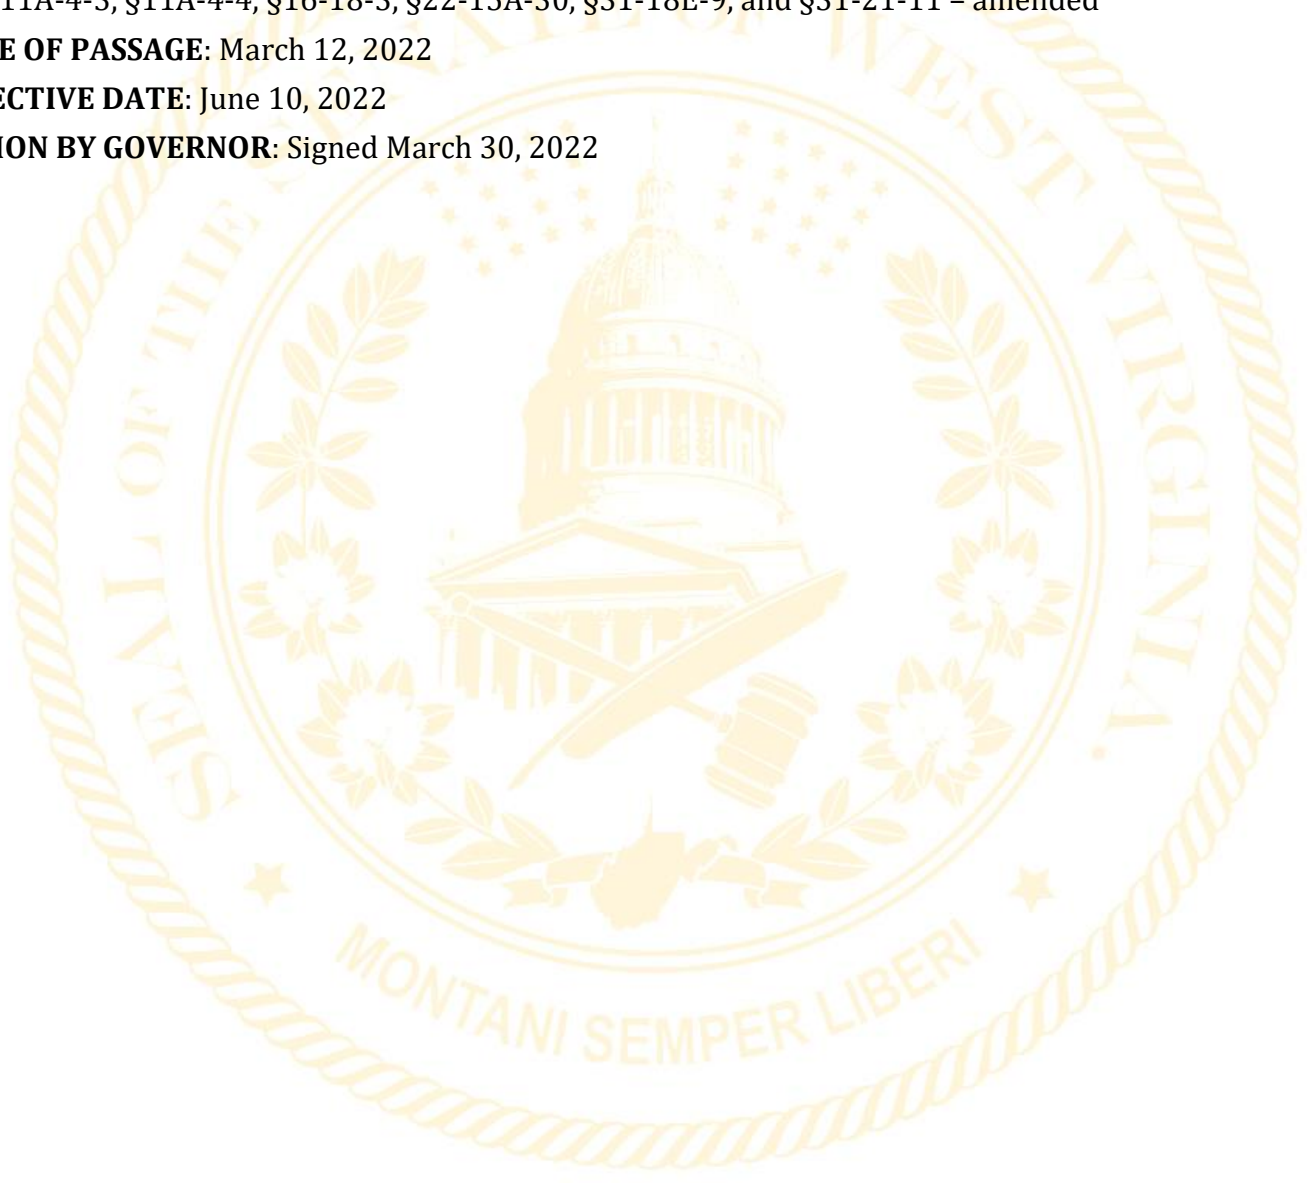 11A-4-3, §11A-4-4, §16-18-3, §22-15A-30, §31-18E-9, and §31-21-11 – amended
E OF PASSAGE: March 12, 2022
ECTIVE DATE: June 10, 2022
ION BY GOVERNOR: Signed March 30, 2022
SEAL OF THE SENATE OF WEST VIRGINIA
MONTANI SEMPER LIBERI